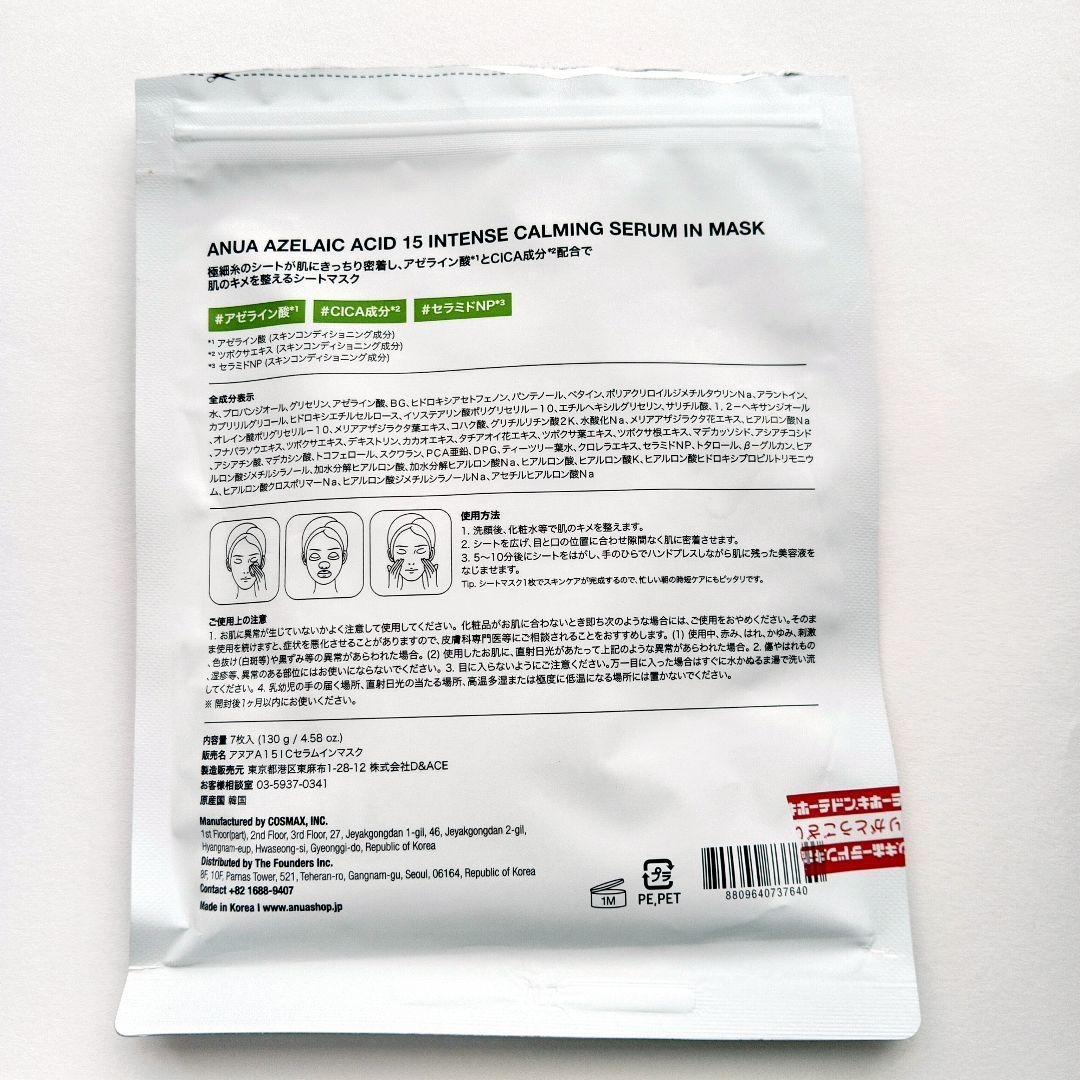 ANUA AZELAIC ACID 15 INTENSE CALMING SERUM IN MASK
極細糸のシートが肌にきっちり密着し、アゼライン酸*1とCICA成分*2配合で
肌のキメを整えるシートマスク
#アゼライン酸*1 #CICA成分*2 #セラミドNP*3
*1 アゼライン酸 (スキンコンディショニング成分)
*2 ツボクサエキス (スキンコンディショニング成分)
*3 セラミドNP (スキンコンディショニング成分)
全成分表示
水、プロパンジオール、グリセリン、アゼライン酸、BG、ヒドロキシアセトフェノン、パンテノール、ベタイン、ポリアクリロイルジメチルタウリンNa、アラントイン、
カプリリルグリコール、ヒドロキシエチルセルロース、イソステアリン酸ポリグリセリル-10、エチルヘキシルグリセリン、サリチル酸、1,2-ヘキサンジオール
、オレイン酸ポリグリセリル-10、メリアアザジラクタ葉エキス、コハク酸、グリチルリチン酸2K、水酸化Na、メリアアザジラクタ花エキス、ヒアルロン酸Na
、フナバラソウエキス、ツボクサエキス、デキストリン、カカオエキス、タチアオイ花エキス、ツボクサ葉エキス、ツボクサ根エキス、マデカッソシド、アシアチコシド
、アシアチン酸、マデカシン酸、トコフェロール、スクワラン、PCA亜鉛、DPG、ティーツリー葉水、クロレラエキス、セラミドNP、トタロール、β-グルカン、ヒア
ルロン酸ジメチルシラノール、加水分解ヒアルロン酸、加水分解ヒアルロン酸Na、ヒアルロン酸、ヒアルロン酸K、ヒアルロン酸ヒドロキシプロピルトリモニウ
ム、ヒアルロン酸クロスポリマーNa、ヒアルロン酸ジメチルシラノールNa、アセチルヒアルロン酸Na
使用方法
1. 洗顔後、化粧水等で肌のキメを整えます。
2. シートを広げ、目と口の位置に合わせ隙間なく肌に密着させます。
3. 5〜10分後にシートをはがし、手のひらでハンドプレスしながら肌に残った美容液を
なじませます。
Tip. シートマスク1枚でスキンケアが完成するので、忙しい朝の時短ケアにもピッタリです。
ご使用上の注意
1. お肌に異常が生じていないかよく注意して使用してください。化粧品がお肌に合わないとき即ち次のような場合には、ご使用をおやめください。そのま
ま使用を続けますと、症状を悪化させることがありますので、皮膚科専門医等にご相談されることをおすすめします。(1) 使用中、赤み、はれ、かゆみ、刺激
、色抜け(白斑等)や黒ずみ等の異常があらわれた場合。(2) 使用したお肌に、直射日光があたって上記のような異常があらわれた場合。2. 傷やはれもの
、湿疹等、異常のある部位にはお使いにならないでください。3. 目に入らないようにご注意ください。万一目に入った場合はすぐに水かぬるま湯で洗い流
してください。4. 乳幼児の手の届く場所、直射日光の当たる場所、高温多湿または極度に低温になる場所には置かないでください。
※ 開封後1ヶ月以内にお使いください。
内容量 7枚入 (130 g / 4.58 oz.)
販売名 アヌアA15ICセラムインマスク
製造販売元 東京都港区東麻布1-28-12 株式会社D&ACE
お客様相談室 03-5937-0341
原産国 韓国
Manufactured by COSMAX, INC.
1st Floor(part), 2nd Floor, 3rd Floor, 27, Jeyakgongdan 1-gil, 46, Jeyakgongdan 2-gil,
Hyangnam-eup, Hwaseong-si, Gyeonggi-do, Republic of Korea
Distributed by The Founders Inc.
8F, 10F, Parnas Tower, 521, Teheran-ro, Gangnam-gu, Seoul, 06164, Republic of Korea
Contact +82 1688-9407
Made in Korea I www.anuashop.jp
1M
プラ
PE,PET
8809640737640
ドンキホーテ
りがとうござい
ドンキホーテ